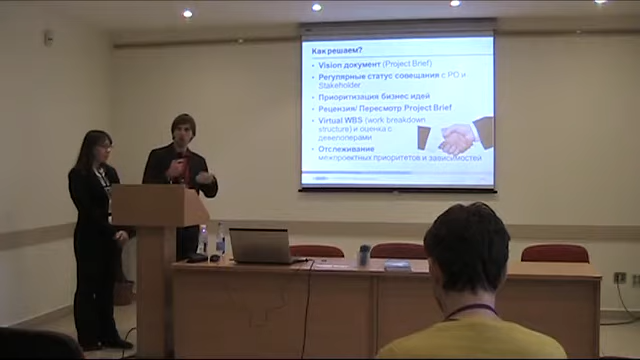 Как решаем?
• Vision документ (Project Brief)
• Регулярные статус совещания с PO и
Stakeholder
• Приоритизация бизнес идей
• Рецензия/ Пересмотр Project Brief
• Virtual WBS (work breakdown
structure) и оценка с
девелоперами
• Отслеживание
межпроектных приоритетов и зависимостей